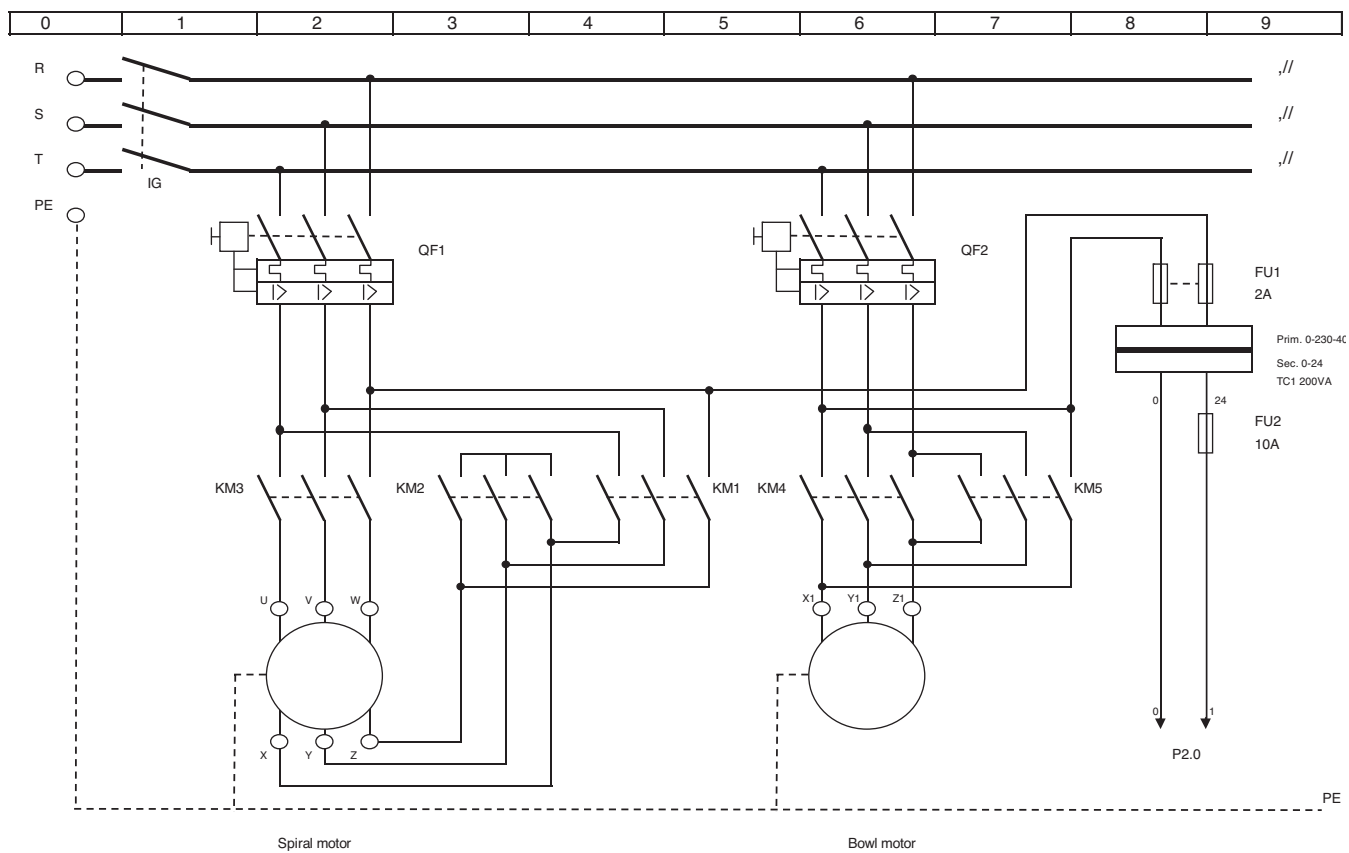 0 1 2 3 4 5 6 7 8 9
R ,//
S ,//
T ,//
IG
PE
QF1
QF2
FU1
2A
Prim. 0-230-40
Sec. 0-24
TC1 200VA
0 24
FU2
10A
KM3
KM2
KM1
KM4
KM5
U V W
X1 Y1 Z1
X Y Z
0 1
P2.0
PE
Spiral motor
Bowl motor